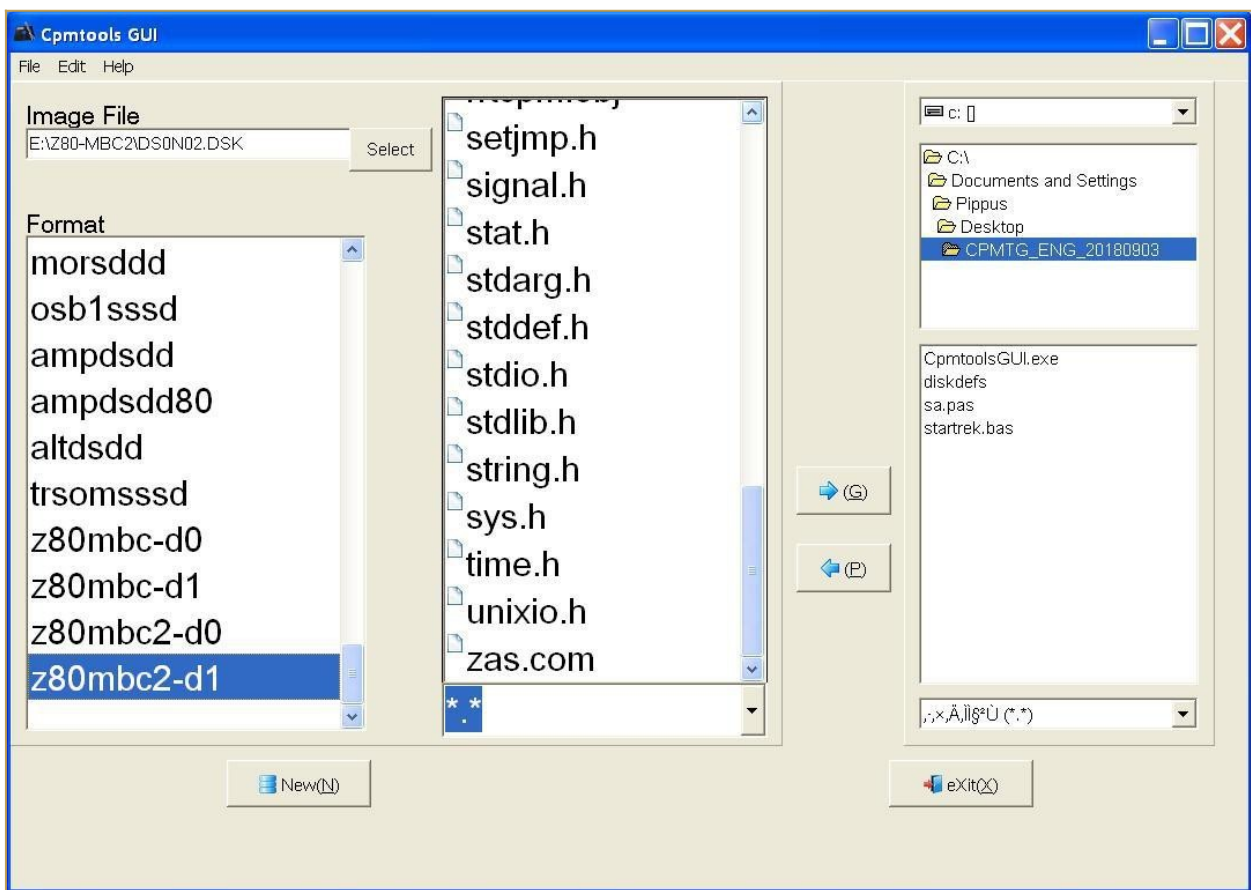 Cpmtools GUI
File Edit Help
Image File
E:\Z80-MBC2\DS0N02.DSK
Select
Format
morsddd
osb1sssd
ampdsdd
ampdsdd80
altdsdd
trsomsssd
z80mbc-d0
z80mbc-d1
z80mbc2-d0
z80mbc2-d1
setjmp.h
signal.h
stat.h
stdarg.h
stddef.h
stdio.h
stdlib.h
string.h
sys.h
time.h
unixio.h
zas.com
*.*
(G)
(P)
c: []
C:\
Documents and Settings
Pippus
Desktop
CPMTG_ENG_20180903
CpmtoolsGUI.exe
diskdefs
sa.pas
startrek.bas
(*.*)
New(N)
eXit(X)